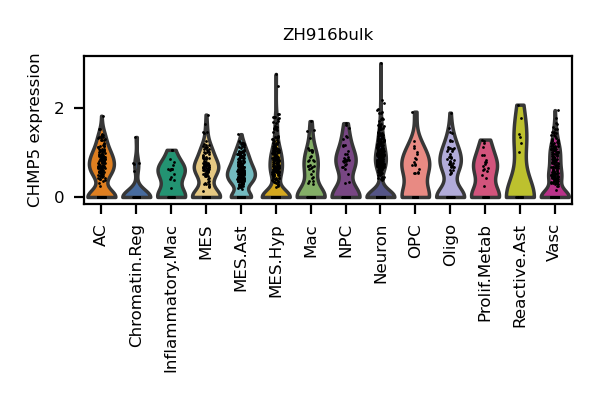 ZH916bulk
CHMP5 expression
2
0
AC
Chromatin.Reg
Inflammatory.Mac
MES
MES.Ast
MES.Hyp
Mac
NPC
Neuron
OPC
Oligo
Prolif.Metab
Reactive.Ast
Vasc